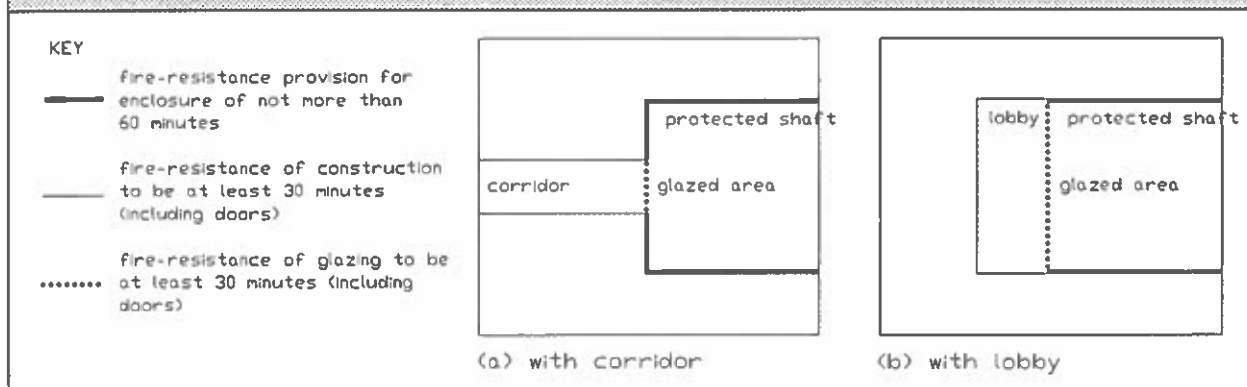 KEY
fire-resistance provision for
enclosure of not more than
60 minutes
fire-resistance of construction
to be at least 30 minutes
(including doors)
fire-resistance of glazing to be
at least 30 minutes (including
doors)
corridor
protected shaft
glazed area
(a) with corridor
lobby
protected shaft
glazed area
(b) with lobby